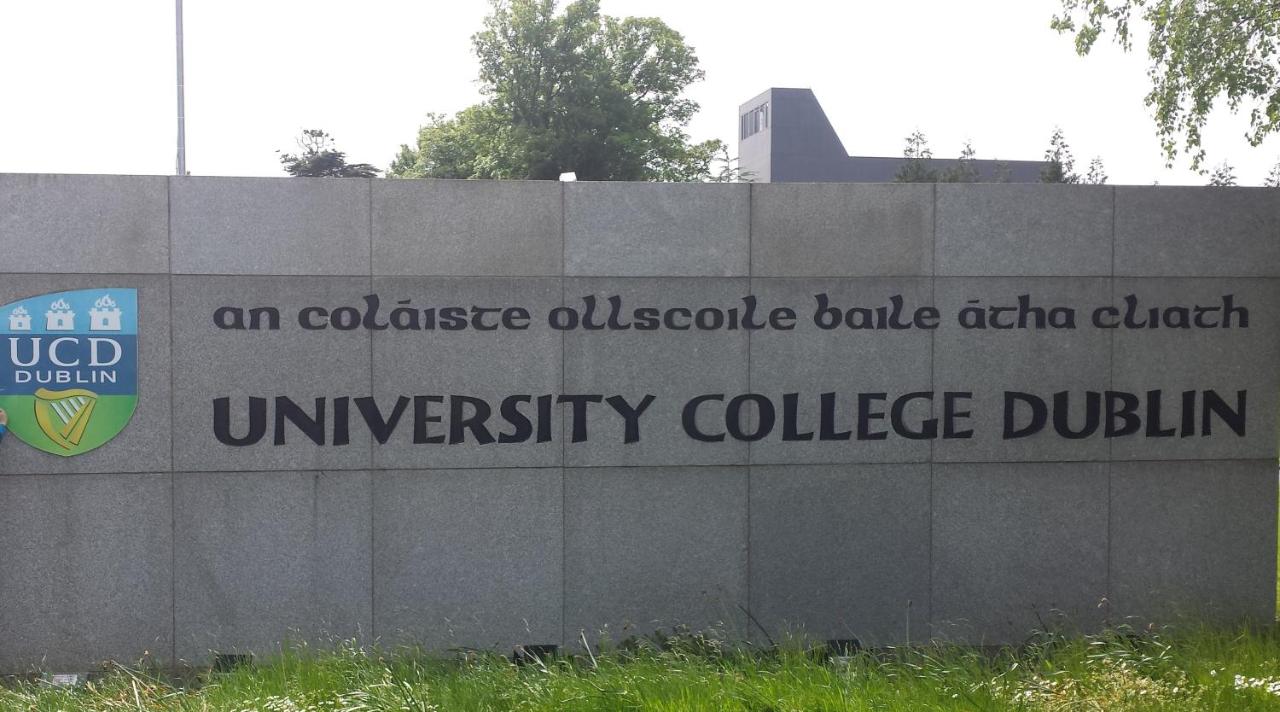 UCD
DUBLIN
an coláiste ollscoile baile átha cliath
UNIVERSITY COLLEGE DUBLIN